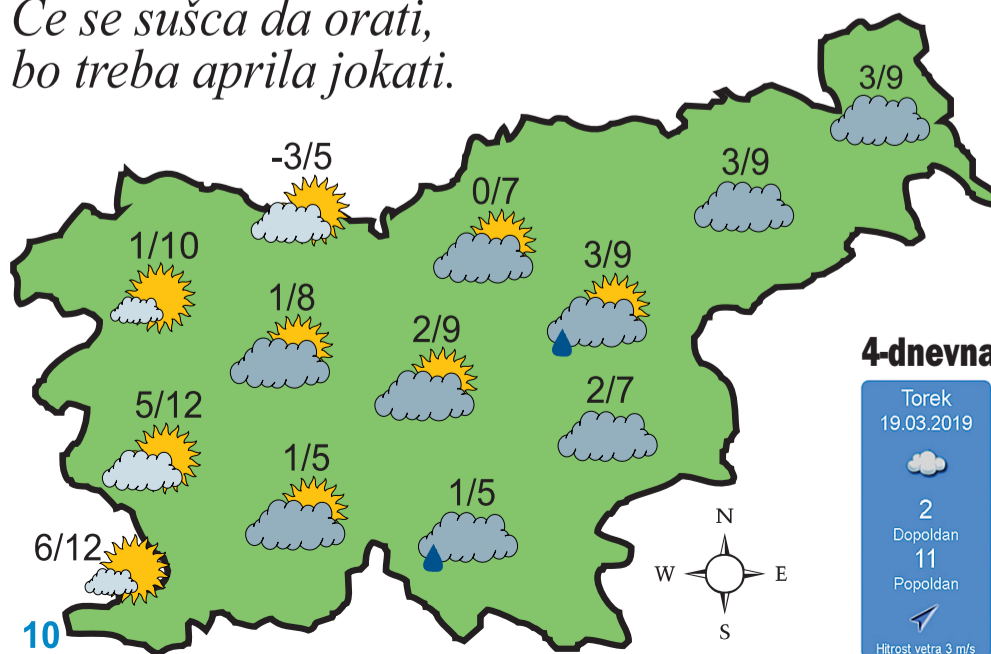 Če se sušca da orati,
bo treba aprila jokati.
3/9
-3/5
3/9
0/7
1/10
3/9
1/8
2/9
5/12
2/7
1/5
1/5
6/12
10
N
W E
S
4-dnevna
Torek
19.03.2019
2
Dopoldan
11
Popoldan
Hitrost vetra 3 m/s